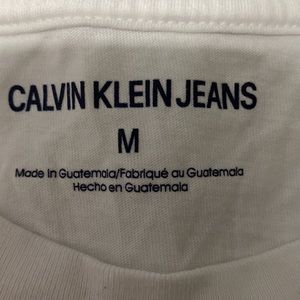 CALVIN KLEIN JEANS
M
Made in Guatemala/Fabriqué au Guatemala
Hecho en Guatemala